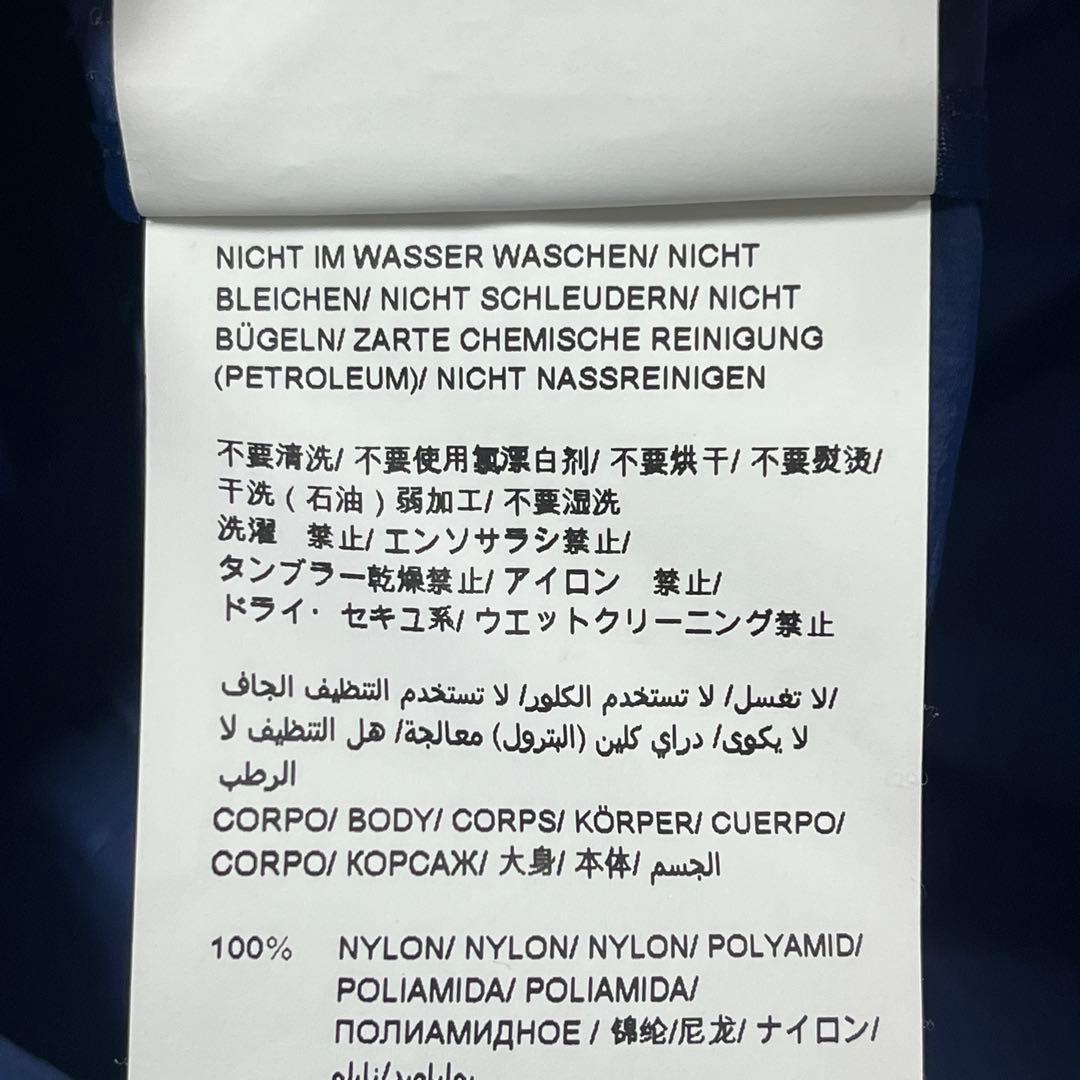 NICHT IM WASSER WASCHEN/ NICHT
BLEICHEN/ NICHT SCHLEUDERN/ NICHT
BÜGELN/ ZARTE CHEMISCHE REINIGUNG
(PETROLEUM)/ NICHT NASSREINIGEN
不要清洗/ 不要使用氯漂白剂/ 不要烘干/ 不要熨烫/
干洗（石油）弱加工/ 不要湿洗
洗濯　禁止/ エンソサラシ禁止/
タンブラー乾燥禁止/ アイロン　禁止/
ドライ・ セキユ系/ ウエットクリーニング禁止
لا تغسل/ لا تستخدم الكلور/ لا تستخدم التنظيف الجاف/
لا يكوى/ دراي كلين (البترول) معالجة/ هل التنظيف لا
الرطب
CORPO/ BODY/ CORPS/ KÖRPER/ CUERPO/
CORPO/ КОРСАЖ/ 大身/ 本体/ الجسم
100% NYLON/ NYLON/ NYLON/ POLYAMID/
POLIAMIDA/ POLIAMIDA/
ПОЛИАМИДНОЕ / 锦纶/尼龙/ ナイロン/